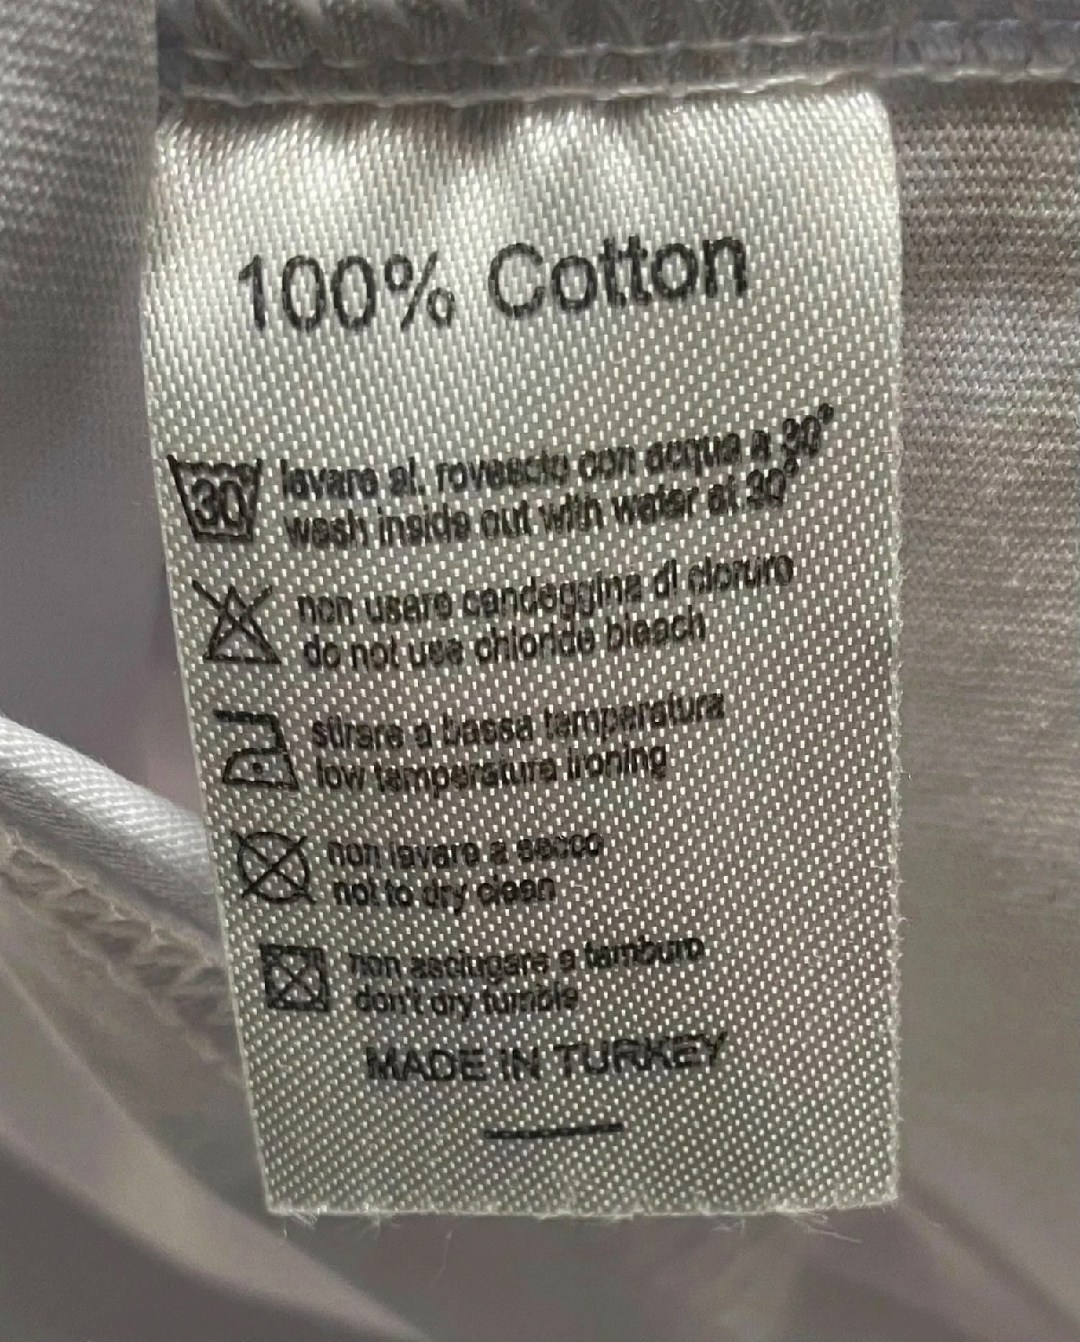 100% Cotton
30 lavare al. rovescio con acqua a 30°
wash inside out with water at 30°
non usare candeggina di cloruro
do not use chloride bleach
stirare a bassa temperatura
low temperature ironing
non lavare a secco
not to dry clean
non asciugare a tamburo
don't dry tumble
MADE IN TURKEY